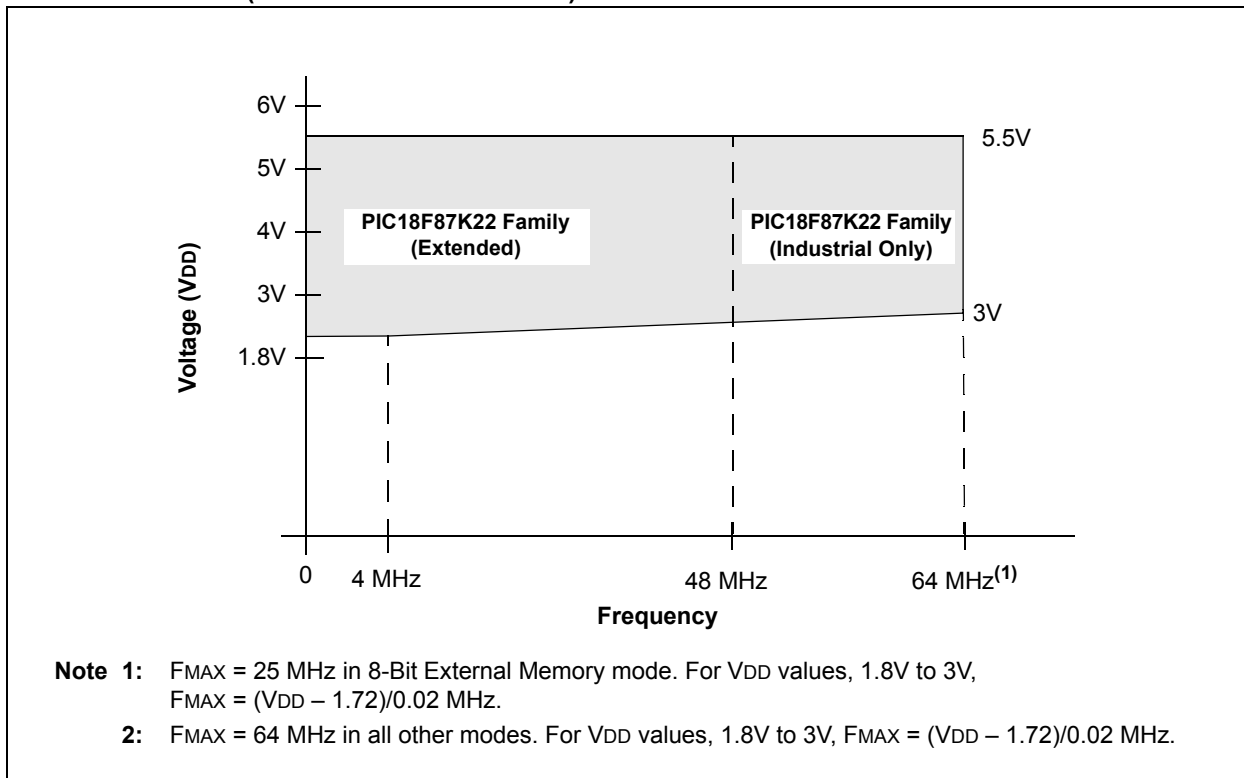 6V
5.5V
5V
PIC18F87K22 Family
(Extended)
PIC18F87K22 Family
(Industrial Only)
4V
3V
3V
1.8V
Voltage (VDD)
0
4 MHz
48 MHz
64 MHz(1)
Frequency
Note 1: FMAX = 25 MHz in 8-Bit External Memory mode. For VDD values, 1.8V to 3V,
FMAX = (VDD – 1.72)/0.02 MHz.
2: FMAX = 64 MHz in all other modes. For VDD values, 1.8V to 3V, FMAX = (VDD – 1.72)/0.02 MHz.